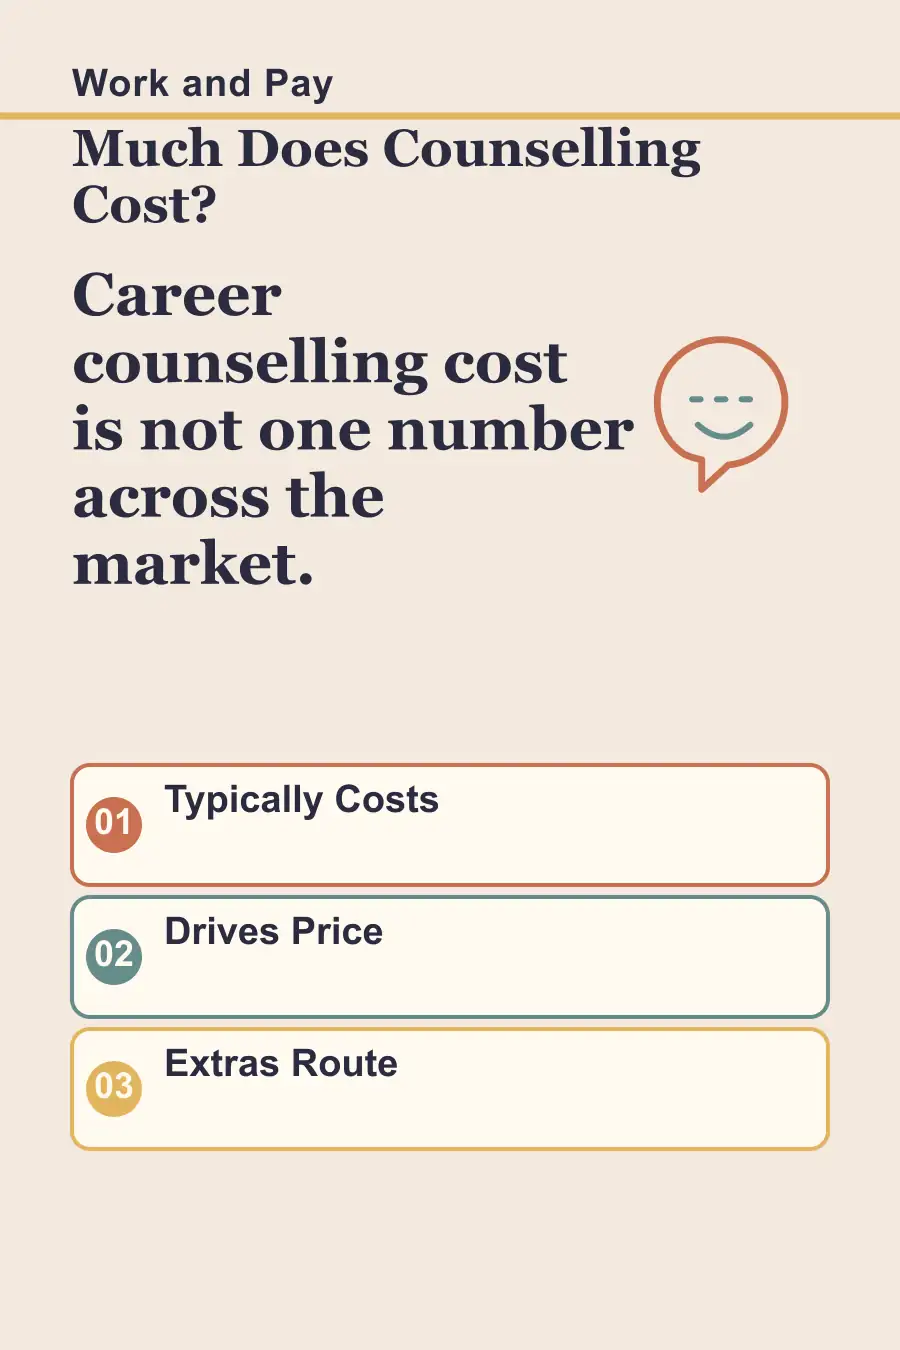 Work and Pay
Much Does Counselling
Cost?
Career
counselling cost
is not one number
across the
market.
01 Typically Costs
02 Drives Price
03 Extras Route